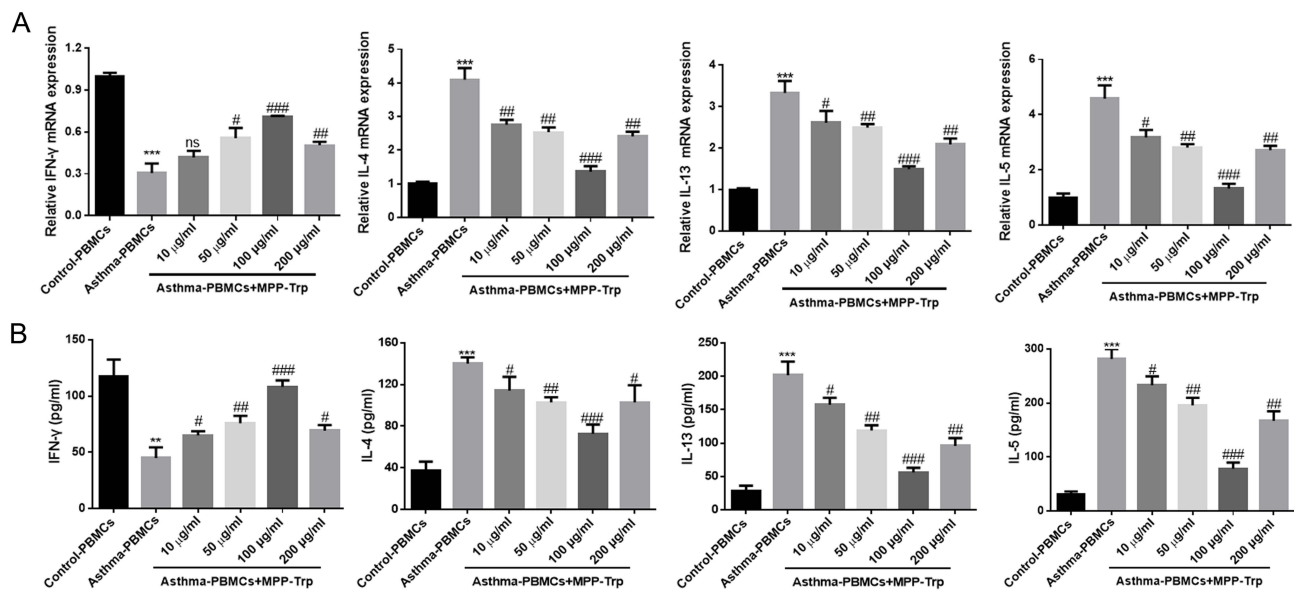 A
Relative IFN-γ mRNA expression
1.2
0.9
0.6
0.3
0.0
***
ns
#
###
##
Control-PBMCs
Asthma-PBMCs
10 μg/ml
50 μg/ml
100 μg/ml
200 μg/ml
Asthma-PBMCs+MPP-Trp
Relative IL-4 mRNA expression
5
4
3
2
1
0
***
##
##
###
##
Control-PBMCs
Asthma-PBMCs
10 μg/ml
50 μg/ml
100 μg/ml
200 μg/ml
Asthma-PBMCs+MPP-Trp
Relative IL-13 mRNA expression
4
3
2
1
0
***
#
##
###
##
Control-PBMCs
Asthma-PBMCs
10 μg/ml
50 μg/ml
100 μg/ml
200 μg/ml
Asthma-PBMCs+MPP-Trp
Relative IL-5 mRNA expression
6
4
2
0
***
#
##
###
##
Control-PBMCs
Asthma-PBMCs
10 μg/ml
50 μg/ml
100 μg/ml
200 μg/ml
Asthma-PBMCs+MPP-Trp
B
IFN-γ (pg/ml)
150
100
50
0
**
#
##
###
#
Control-PBMCs
Asthma-PBMCs
10 μg/ml
50 μg/ml
100 μg/ml
200 μg/ml
Asthma-PBMCs+MPP-Trp
IL-4 (pg/ml)
160
120
80
40
0
***
#
##
###
#
Control-PBMCs
Asthma-PBMCs
10 μg/ml
50 μg/ml
100 μg/ml
200 μg/ml
Asthma-PBMCs+MPP-Trp
IL-13 (pg/ml)
250
200
150
100
50
0
***
#
##
###
##
Control-PBMCs
Asthma-PBMCs
10 μg/ml
50 μg/ml
100 μg/ml
200 μg/ml
Asthma-PBMCs+MPP-Trp
IL-5 (pg/ml)
300
200
100
0
***
#
##
###
##
Control-PBMCs
Asthma-PBMCs
10 μg/ml
50 μg/ml
100 μg/ml
200 μg/ml
Asthma-PBMCs+MPP-Trp